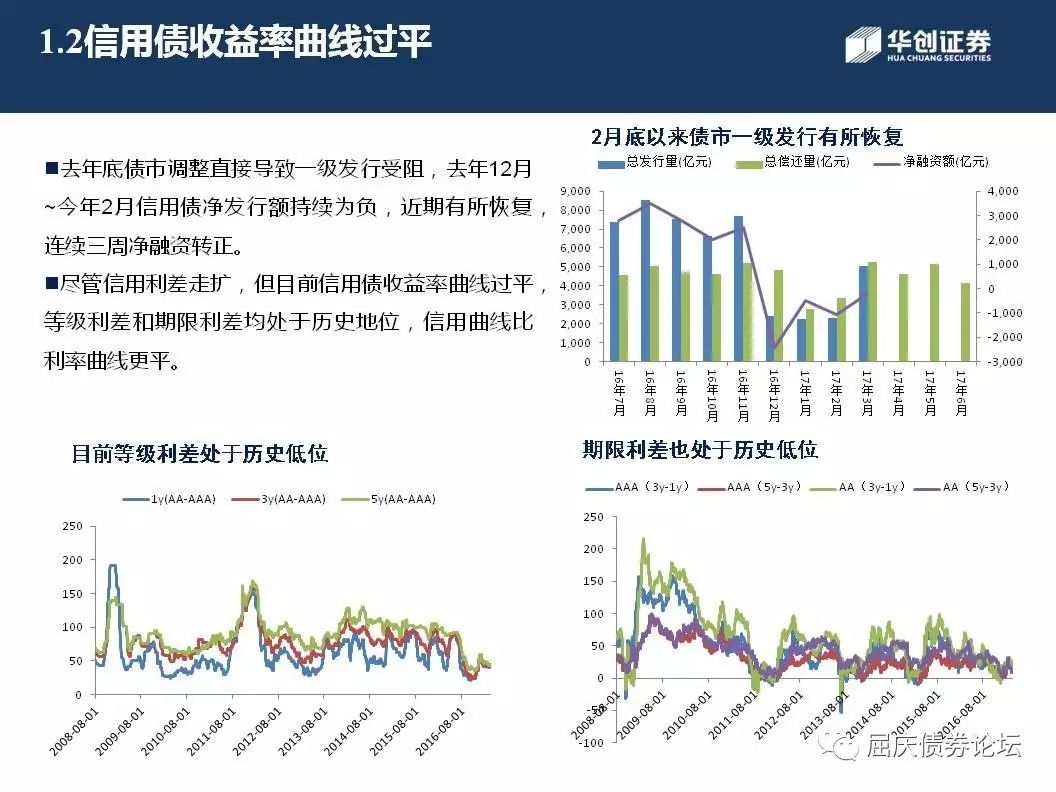 1.2信用债收益率曲线过平
华创证券
HUA CHUANG SECURITIES
■去年底债市调整直接导致一级发行受阻，去年12月
~今年2月信用债净发行额持续为负，近期有所恢复，
连续三周净融资转正。
■尽管信用利差走扩，但目前信用债收益率曲线过平，
等级利差和期限利差均处于历史地位，信用曲线比
利率曲线更平。
2月底以来债市一级发行有所恢复
总发行量(亿元) 总偿还量(亿元) 净融资额(亿元)
9,000 4,000
8,000 3,000
7,000 2,000
6,000 1,000
5,000 0
4,000 -1,000
3,000 -2,000
2,000 -3,000
1,000
0
16年7月 16年8月 16年9月 16年10月 16年11月 16年12月 17年1月 17年2月 17年3月 17年4月 17年5月 17年6月
目前等级利差处于历史低位
1y(AA-AAA) 3y(AA-AAA) 5y(AA-AAA)
250
200
150
100
50
0
2008-08-01 2009-08-01 2010-08-01 2011-08-01 2012-08-01 2013-08-01 2014-08-01 2015-08-01 2016-08-01
期限利差也处于历史低位
AAA（3y-1y） AAA（5y-3y） AA（3y-1y） AA（5y-3y）
250
200
150
100
50
0
-50
-100
2008-08-01 2009-08-01 2010-08-01 2011-08-01 2012-08-01 2013-08-01 2014-08-01 2015-08-01 2016-08-01
屈庆债券论坛